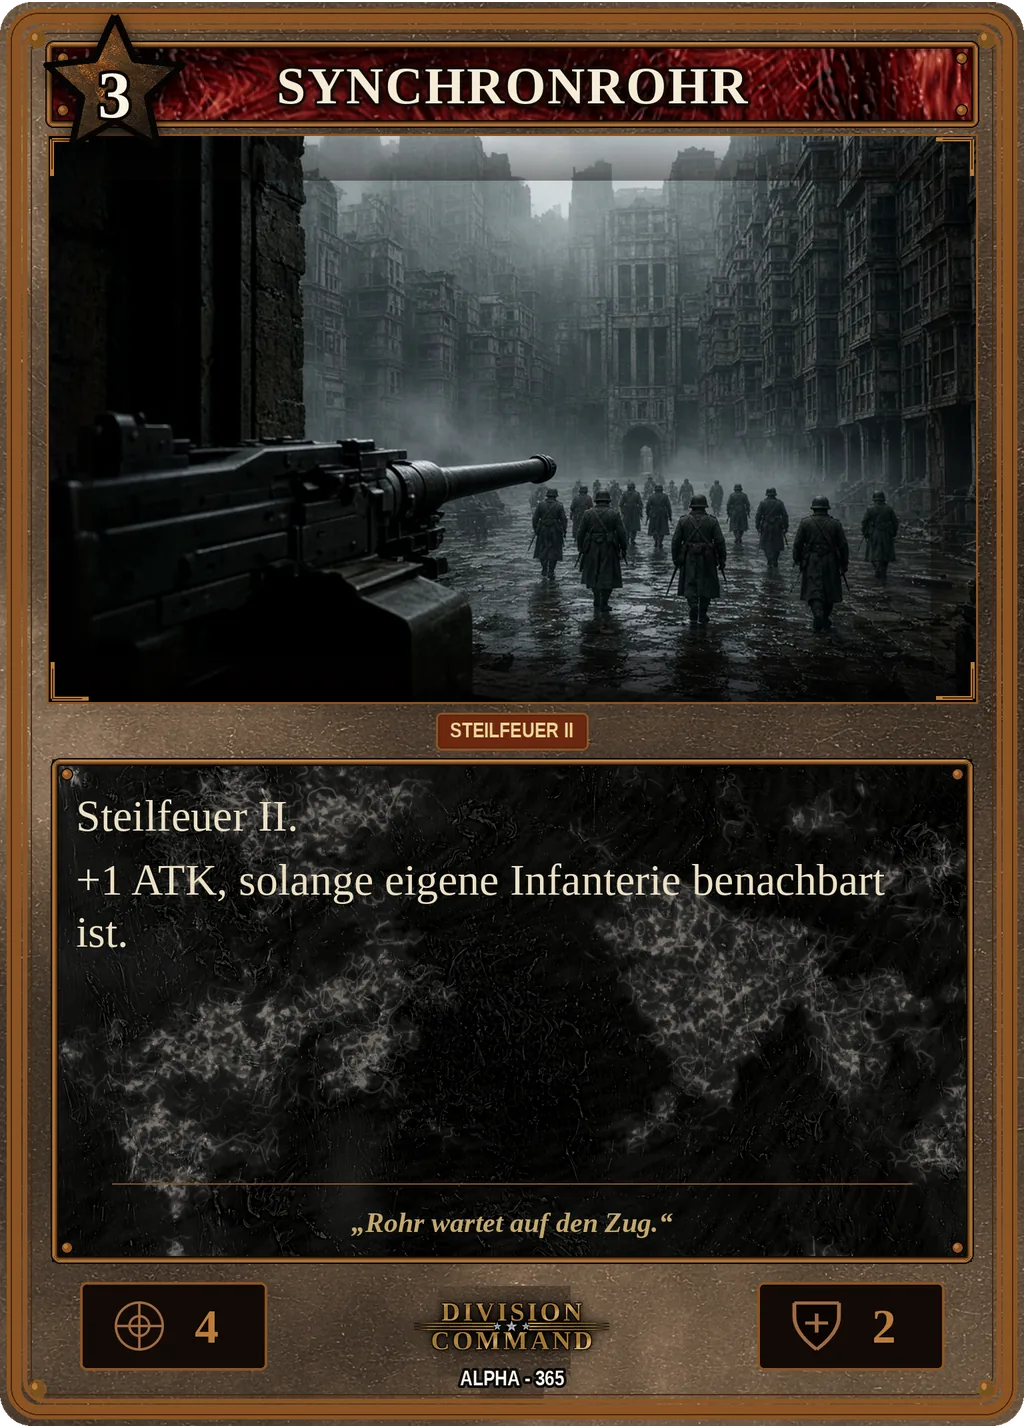 3
SYNCHRONROHR
STEILFEUER II
Steilfeuer II.
+1 ATK, solange eigene Infanterie benachbart
ist.
„Rohr wartet auf den Zug.“
4
DIVISION
COMMAND
2
ALPHA - 365